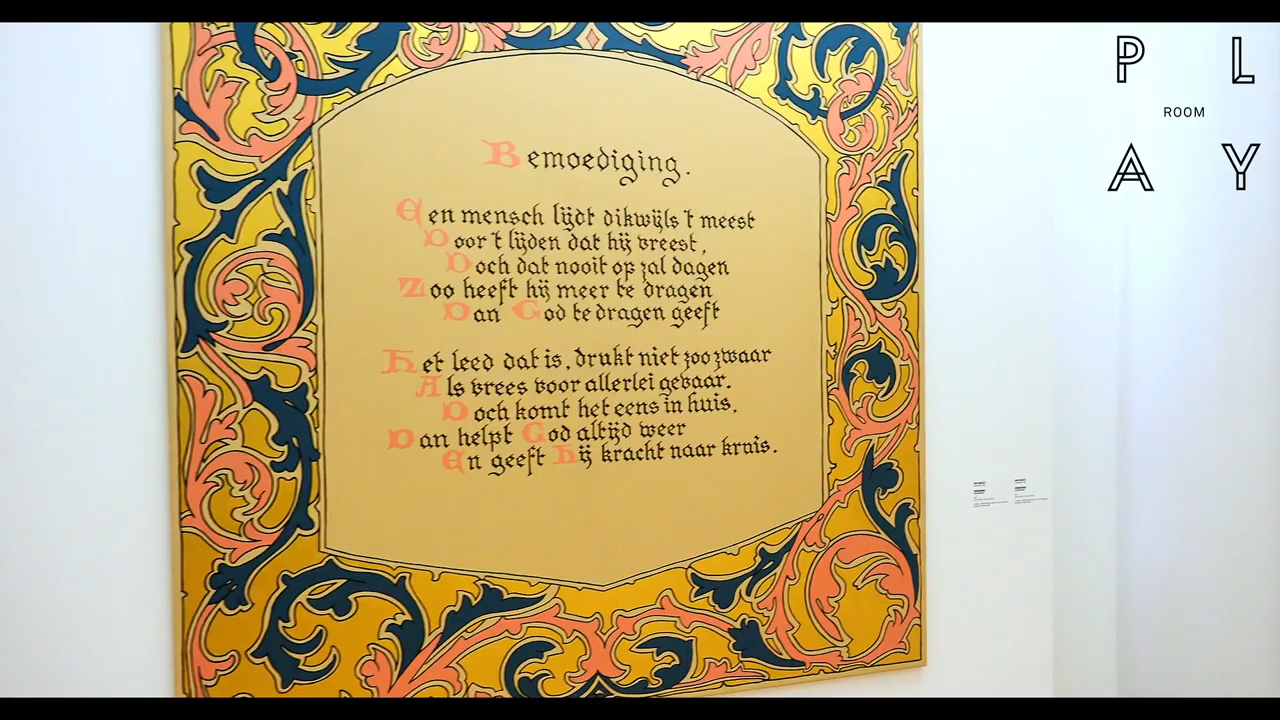 Bemoediging.
Een mensch lijdt dikwijls 't meest
Door 't lijden dat hij vreest,
Doch dat nooit op zal dagen
Zoo heeft hij meer te dragen
Dan God te dragen geeft
Het leed dat is, drukt niet zoo zwaar
Als vrees voor allerlei gevaar.
Doch komt het eens in huis,
Dan helpt God altijd weer
En geeft Hij kracht naar kruis.
P L
ROOM
A Y